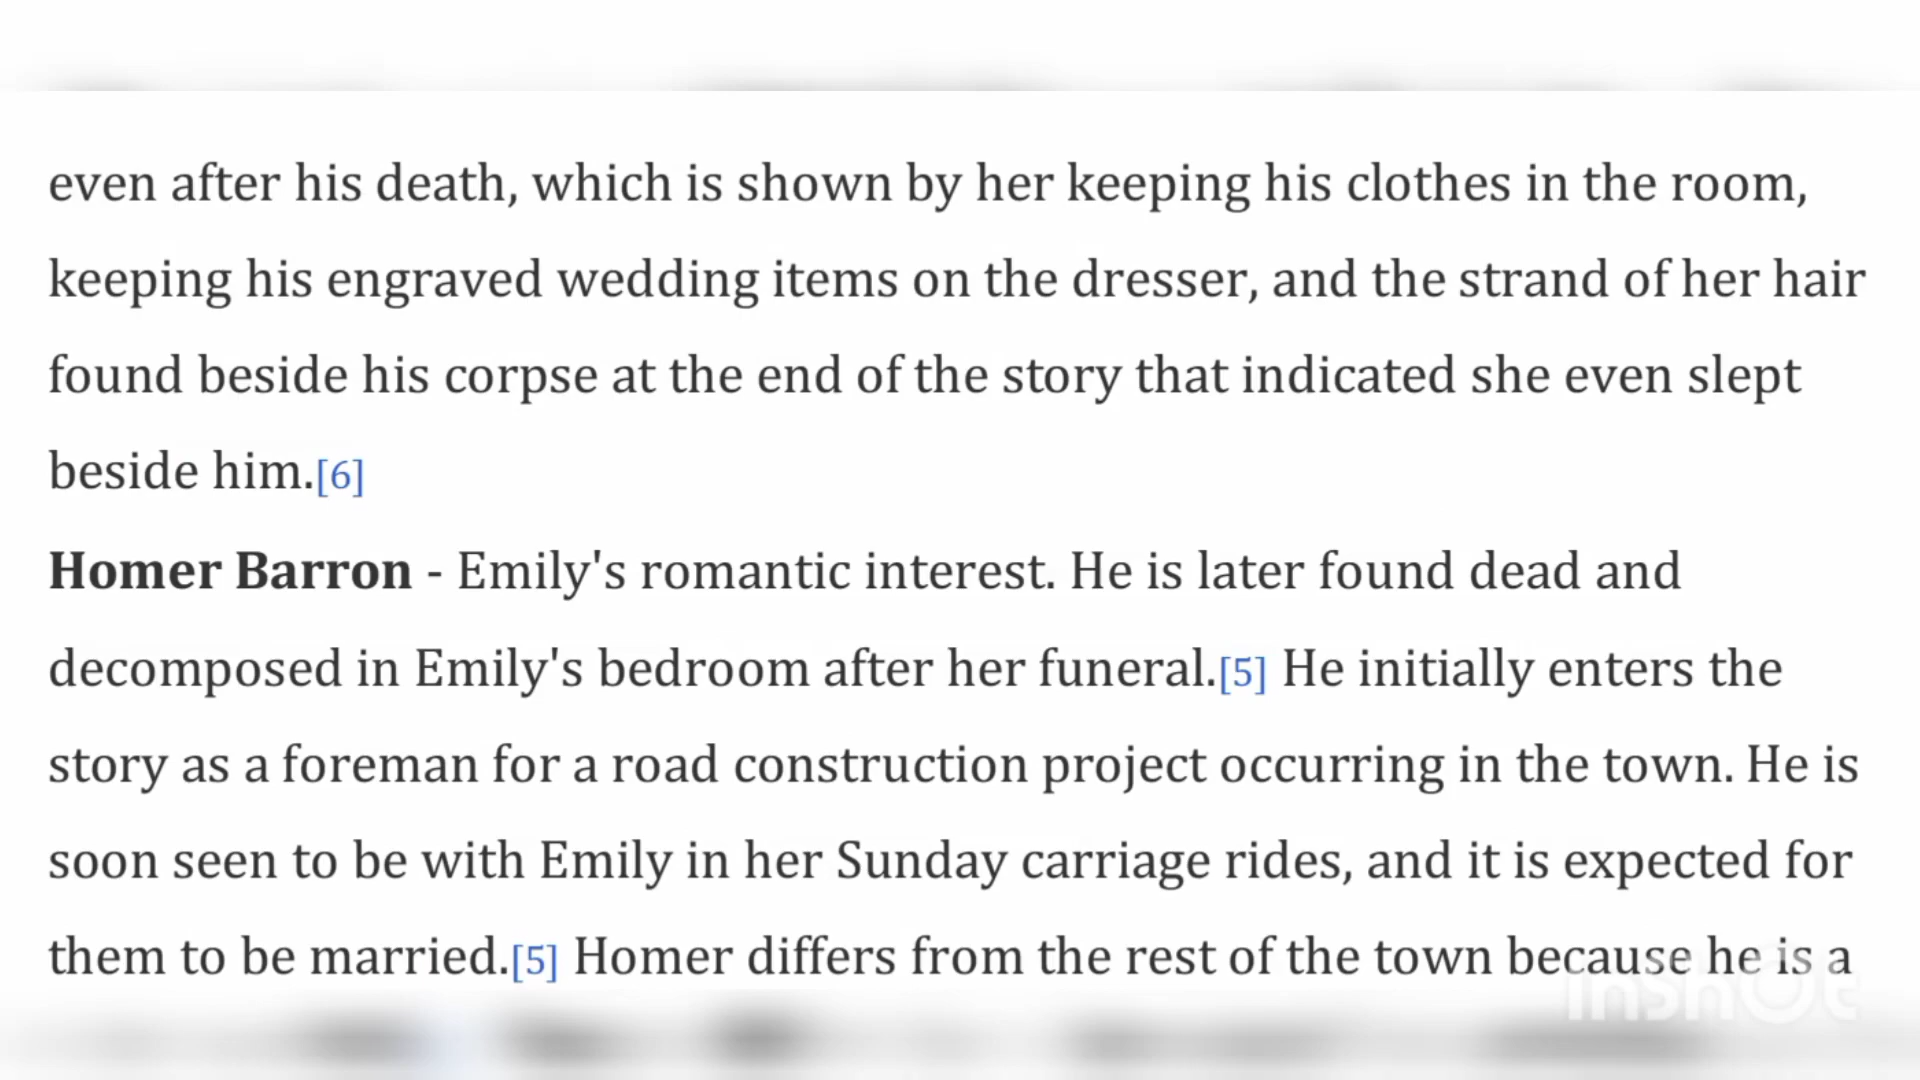 even after his death, which is shown by her keeping his clothes in the room,
keeping his engraved wedding items on the dresser, and the strand of her hair
found beside his corpse at the end of the story that indicated she even slept
beside him.[6]
Homer Barron - Emily's romantic interest. He is later found dead and
decomposed in Emily's bedroom after her funeral.[5] He initially enters the
story as a foreman for a road construction project occurring in the town. He is
soon seen to be with Emily in her Sunday carriage rides, and it is expected for
them to be married.[5] Homer differs from the rest of the town because he is a
InShOt